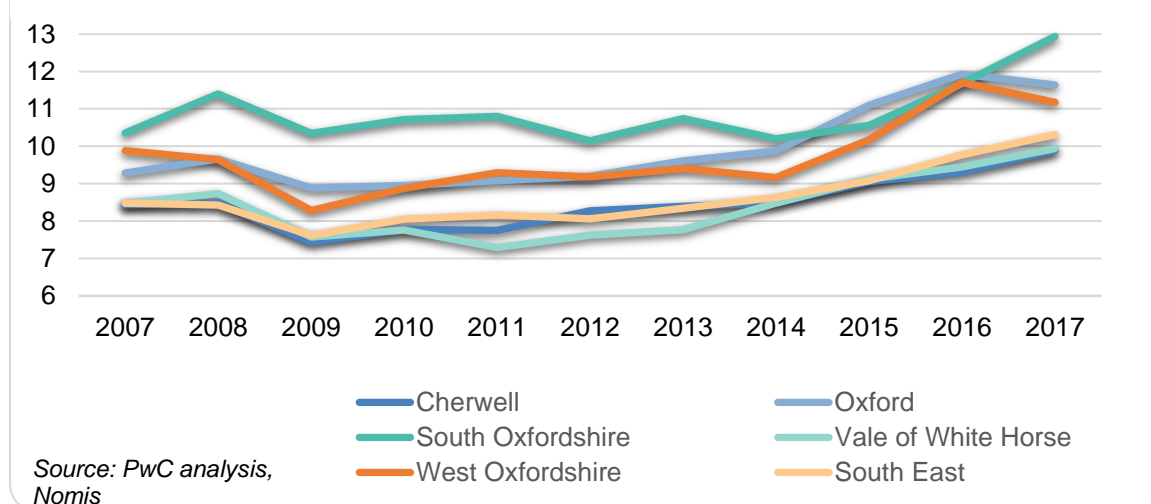 13
12
11
10
9
8
7
6
2007 2008 2009 2010 2011 2012 2013 2014 2015 2016 2017
Cherwell Oxford
South Oxfordshire Vale of White Horse
West Oxfordshire South East
Source: PwC analysis,
Nomis